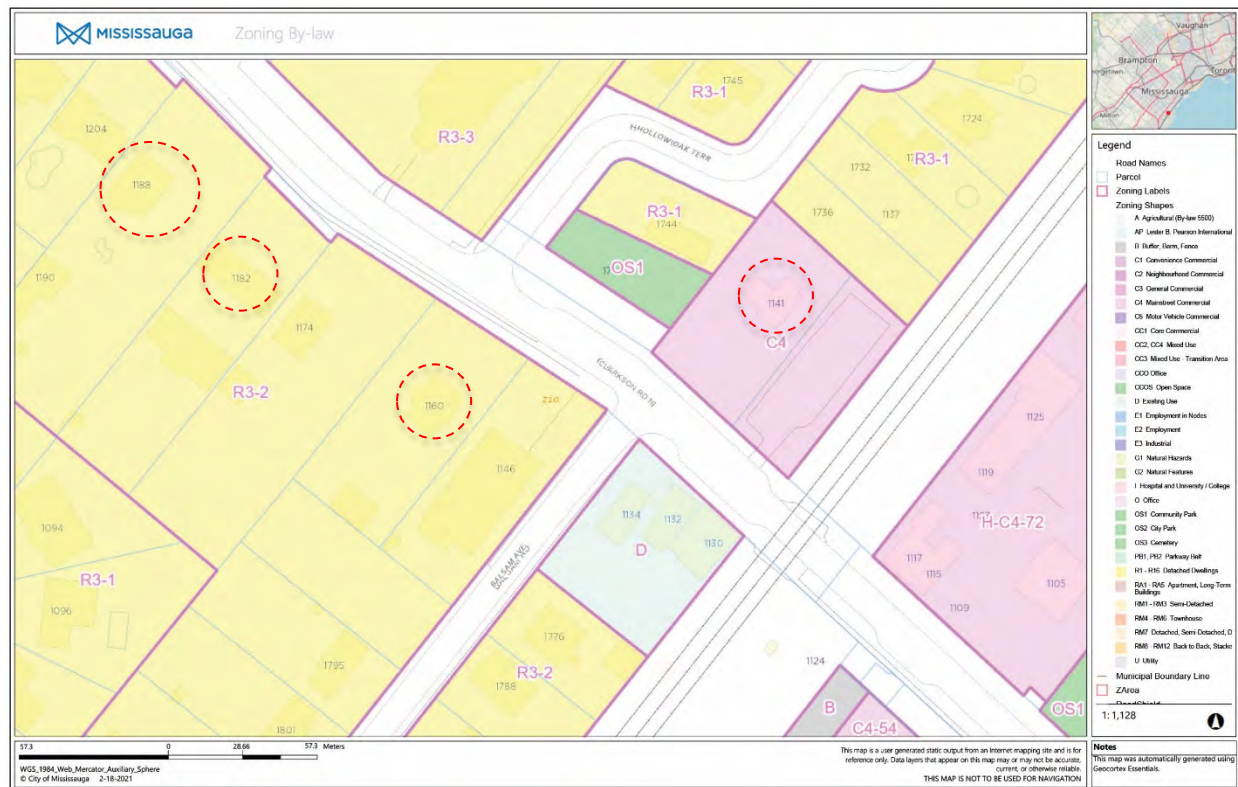 MISSISSAUGA
Zoning By-law
Vaughan
Brampton
orgetown
Toront
Mississauga
Milton
1745
R3-1
1204
R3-3
HHOLLOWOAK TERR
1724
R3-1
1732
1188
R3-1
1744
1736
1137
1190
1182
OS1
1141
1174
C4
R3-2
ECLARKSON RD N
1160
zio
1125
1146
1119
1094
1134
1132
H-C4-72
D
1130
1117
R3-1
BALSAM AVE
1115
1105
1096
1109
1776
1795
R3-2
1124
1788
B
OS1
1801
C4-54
Legend
Road Names
Parcel
Zoning Labels
Zoning Shapes
A Agricultural (By-law 5500)
AP Lester B. Pearson International
B Buffer, Berm, Fence
C1 Convenience Commercial
C2 Neighbourhood Commercial
C3 General Commercial
C4 Mainstreet Commercial
C5 Motor Vehicle Commercial
CC1 Core Commercial
CC2, CC4 Mixed Use
CC3 Mixed Use - Transition Area
CCO Office
CCOS Open Space
D Existing Use
E1 Employment in Nodes
E2 Employment
E3 Industrial
G1 Natural Hazards
G2 Natural Features
I Hospital and University / College
O Office
OS1 Community Park
OS2 City Park
OS3 Cemetery
PB1, PB2 Parkway Belt
R1 - R16 Detached Dwellings
RA1 - RA5 Apartment, Long-Term
Buildings
RM1 - RM3 Semi-Detached
RM4 - RM6 Townhouse
RM7 Detached, Semi-Detached, D
RM8 - RM12 Back to Back, Stacke
U Utility
Municipal Boundary Line
ZArea
1: 1,128
57.3 0 28.66 57.3 Meters
WGS_1984_Web_Mercator_Auxiliary_Sphere
© City of Mississauga 2-18-2021
This map is a user generated static output from an Internet mapping site and is for
reference only. Data layers that appear on this map may or may not be accurate,
current, or otherwise reliable.
THIS MAP IS NOT TO BE USED FOR NAVIGATION
Notes
This map was automatically generated using
Geocortex Essentials.